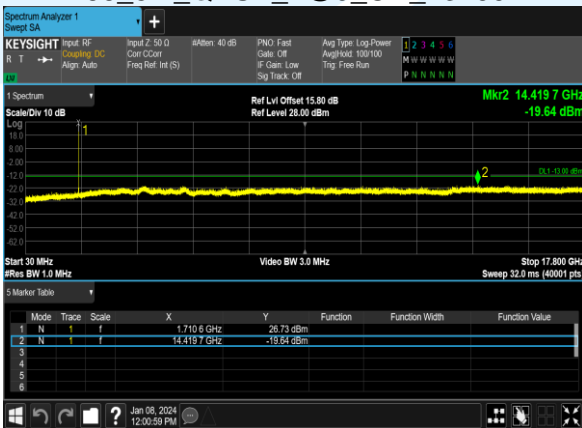 Spectrum Analyzer 1
Swept SA
+
KEYSIGHT
R T
LW
Input: RF
Coupling: DC
Align: Auto
Input Z: 50 Ω
Corr CCorr
Freq Ref: Int (S)
#Atten: 40 dB
PNO: Fast
Gate: Off
IF Gain: Low
Sig Track: Off
Avg Type: Log-Power
Avg|Hold: 100/100
Trig: Free Run
1 2 3 4 5 6
M W W W W W
P N N N N N
1 Spectrum
Scale/Div 10 dB
Ref Lvl Offset 15.80 dB
Ref Level 28.00 dBm
Mkr2 14.419 7 GHz
-19.64 dBm
Log
18.0
8.00
-2.00
-12.0
-22.0
-32.0
-42.0
-52.0
-62.0
1
2
DL1 -13.00 dBm
Start 30 MHz
#Res BW 1.0 MHz
Video BW 3.0 MHz
Stop 17.800 GHz
Sweep 32.0 ms (40001 pts)
5 Marker Table
Mode Trace Scale X Y Function Function Width Function Value
1 N 1 f 1.710 6 GHz 26.73 dBm
2 N 1 f 14.419 7 GHz -19.64 dBm
3
4
5
6
?
Jan 08, 2024
12:00:59 PM